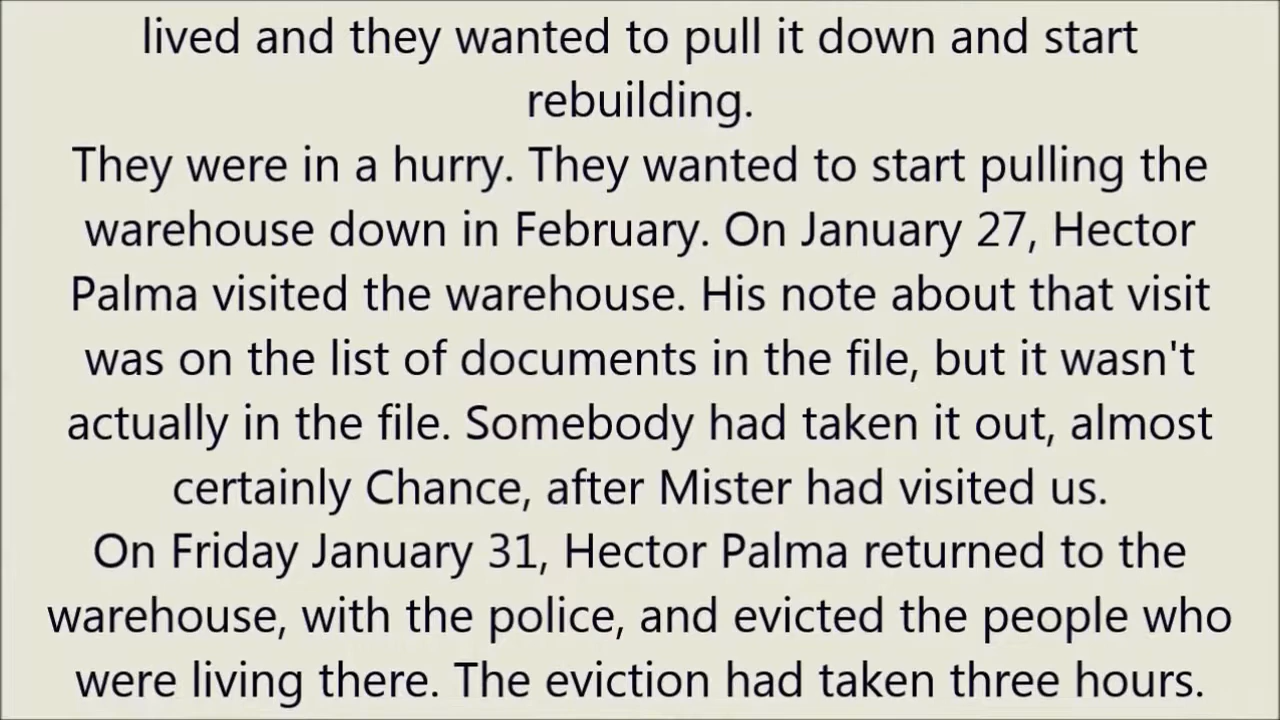 lived and they wanted to pull it down and start
rebuilding.
They were in a hurry. They wanted to start pulling the
warehouse down in February. On January 27, Hector
Palma visited the warehouse. His note about that visit
was on the list of documents in the file, but it wasn't
actually in the file. Somebody had taken it out, almost
certainly Chance, after Mister had visited us.
On Friday January 31, Hector Palma returned to the
warehouse, with the police, and evicted the people who
were living there. The eviction had taken three hours.